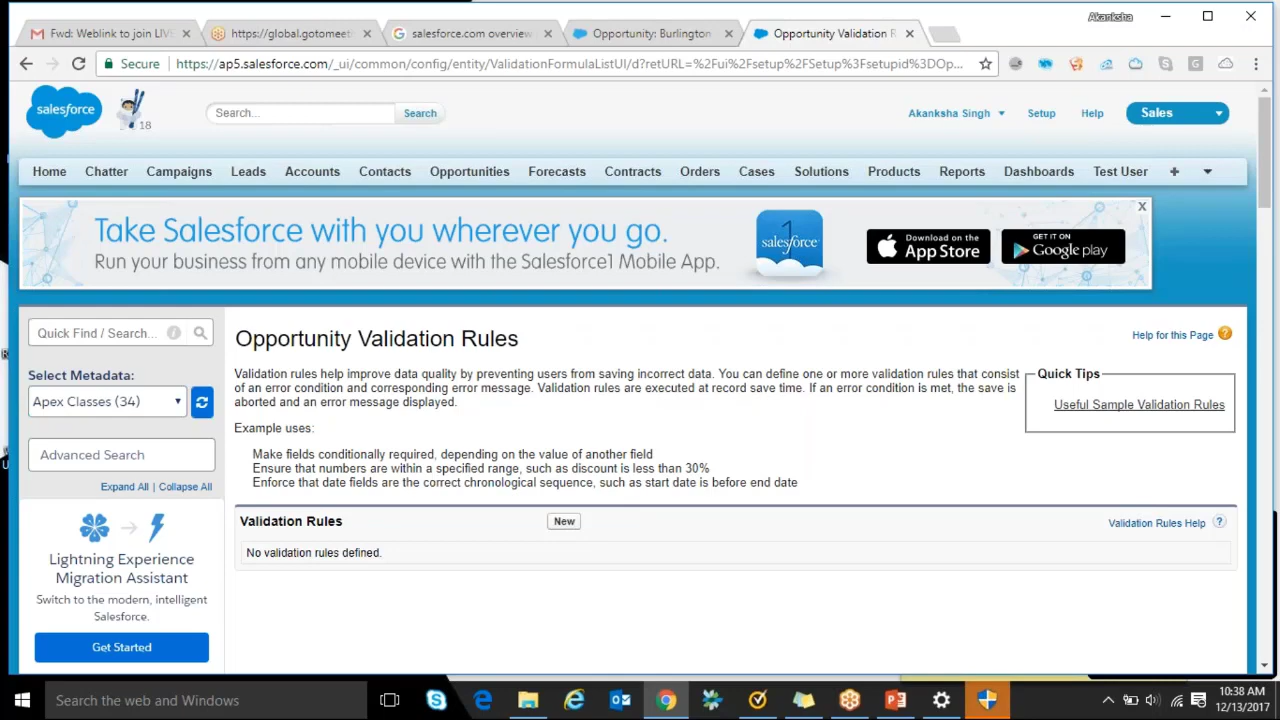 Akanksha
Fwd: Weblink to join LIV
https://global.gotomeet
salesforce.com overview
Opportunity: Burlington
Opportunity Validation R
Secure
https://ap5.salesforce.com/_ui/common/config/entity/ValidationFormulaListUI/d?retURL=%2Fui%2Fsetup%2FSetup%3Fsetupid%3DOp...
salesforce
18
Search...
Search
Akanksha Singh
Setup
Help
Sales
Home
Chatter
Campaigns
Leads
Accounts
Contacts
Opportunities
Forecasts
Contracts
Orders
Cases
Solutions
Products
Reports
Dashboards
Test User
+
Take Salesforce with you wherever you go.
Run your business from any mobile device with the Salesforce1 Mobile App.
1
salesforce
Download on the
App Store
GET IT ON
Google play
X
Quick Find / Search...
Select Metadata:
Apex Classes (34)
Advanced Search
Expand All | Collapse All
Lightning Experience
Migration Assistant
Switch to the modern, intelligent
Salesforce.
Get Started
Opportunity Validation Rules
Help for this Page
Validation rules help improve data quality by preventing users from saving incorrect data. You can define one or more validation rules that consist
of an error condition and corresponding error message. Validation rules are executed at record save time. If an error condition is met, the save is
aborted and an error message displayed.
Quick Tips
Useful Sample Validation Rules
Example uses:
Make fields conditionally required, depending on the value of another field
Ensure that numbers are within a specified range, such as discount is less than 30%
Enforce that date fields are the correct chronological sequence, such as start date is before end date
Validation Rules
New
Validation Rules Help
?
No validation rules defined.
Search the web and Windows
10:38 AM
12/13/2017